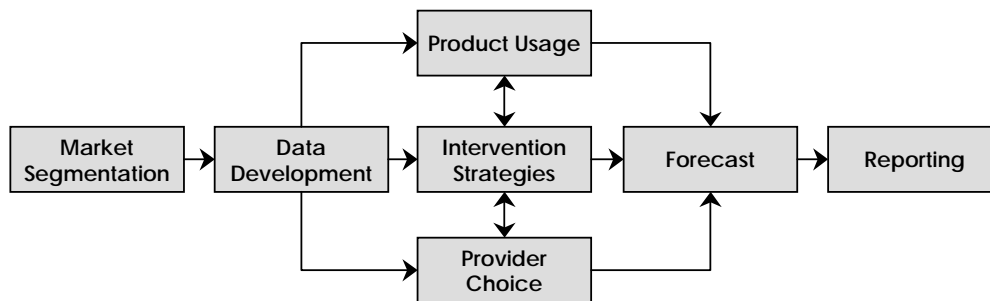 Product Usage
Market
Segmentation
Data
Development
Intervention
Strategies
Forecast
Reporting
Provider
Choice